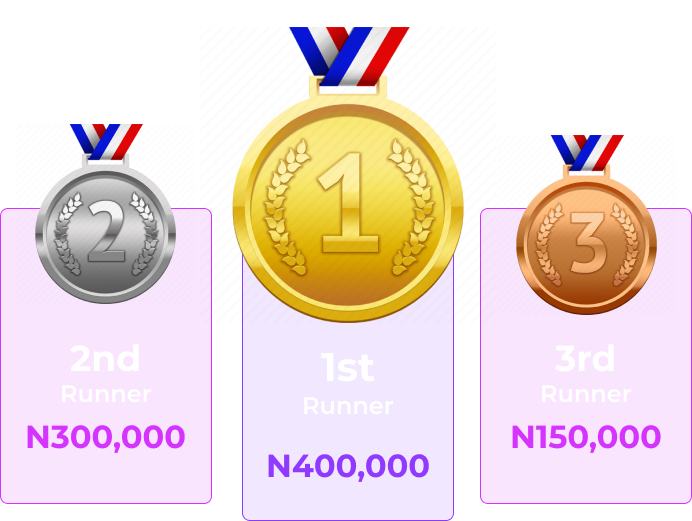 2
2nd
Runner
N300,000
1
1st
Runner
N400,000
3
3rd
Runner
N150,000